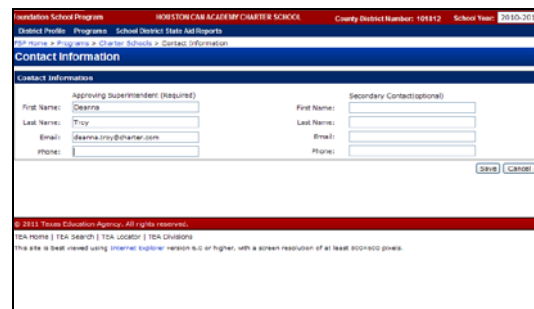 Foundation School Program HOUSTON CAN ACADEMY CHARTER SCHOOL County District Number: 101812 School Year: 2010-201
District Profile Programs School District State Aid Reports
FSP Home > Programs > Charter Schools > Contact Information
Contact Information
Contact Information
Approving Superintendent (Required) Secondary Contact(optional)
First Name: Deanna First Name:
Last Name: Troy Last Name:
Email: deanna.troy@charter.com Email:
Phone: Phone:
Save Cancel
© 2011 Texas Education Agency. All rights reserved.
TEA Home | TEA Search | TEA Locator | TEA Divisions
This site is best viewed using Internet Explorer version 6.0 or higher, with a screen resolution of at least 800x600 pixels.